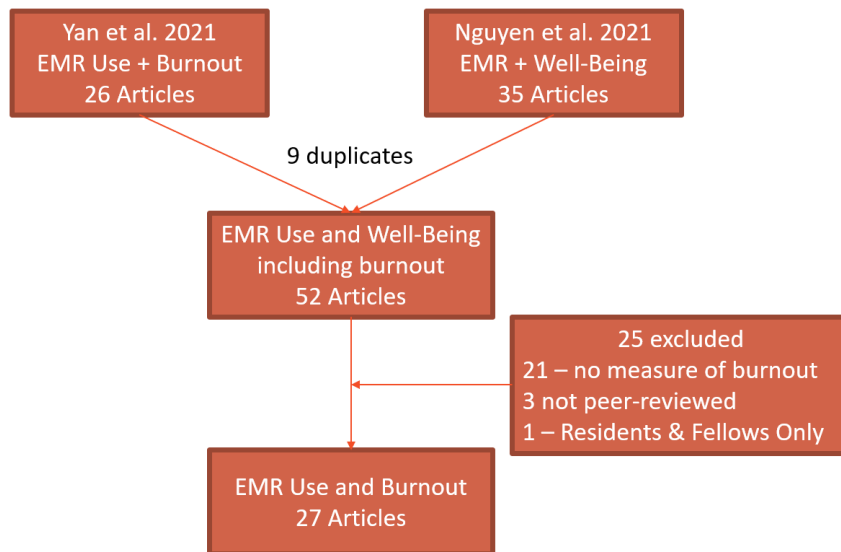 Yan et al. 2021
EMR Use + Burnout
26 Articles
Nguyen et al. 2021
EMR + Well-Being
35 Articles
9 duplicates
EMR Use and Well-Being
including burnout
52 Articles
25 excluded
21 – no measure of burnout
3 not peer-reviewed
1 – Residents & Fellows Only
EMR Use and Burnout
27 Articles